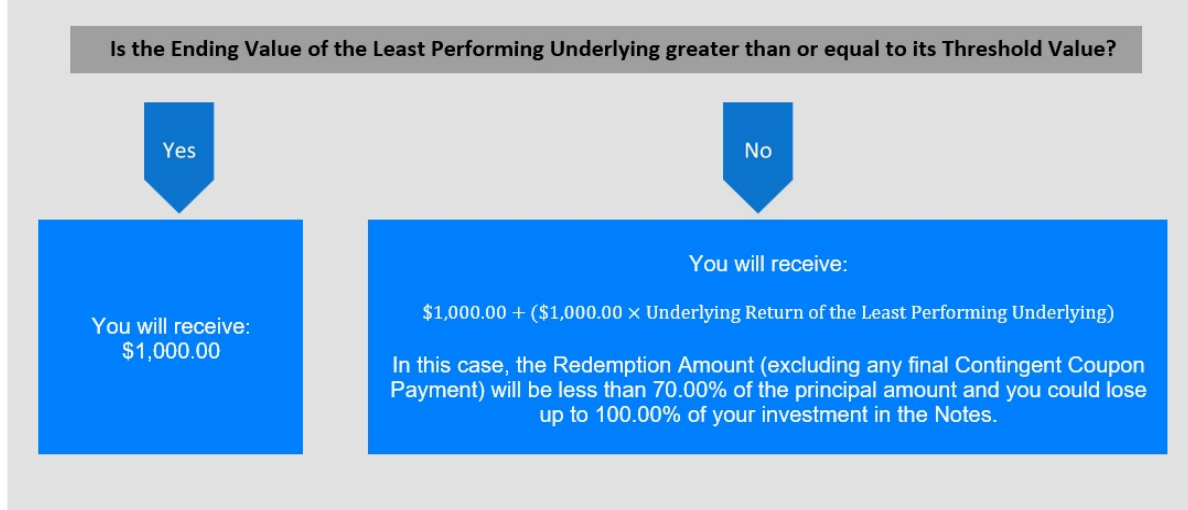 Is the Ending Value of the Least Performing Underlying greater than or equal to its Threshold Value?
Yes
No
You will receive:
$1,000.00
You will receive:
$1,000.00 + ($1,000.00 × Underlying Return of the Least Performing Underlying)
In this case, the Redemption Amount (excluding any final Contingent Coupon
Payment) will be less than 70.00% of the principal amount and you could lose
up to 100.00% of your investment in the Notes.